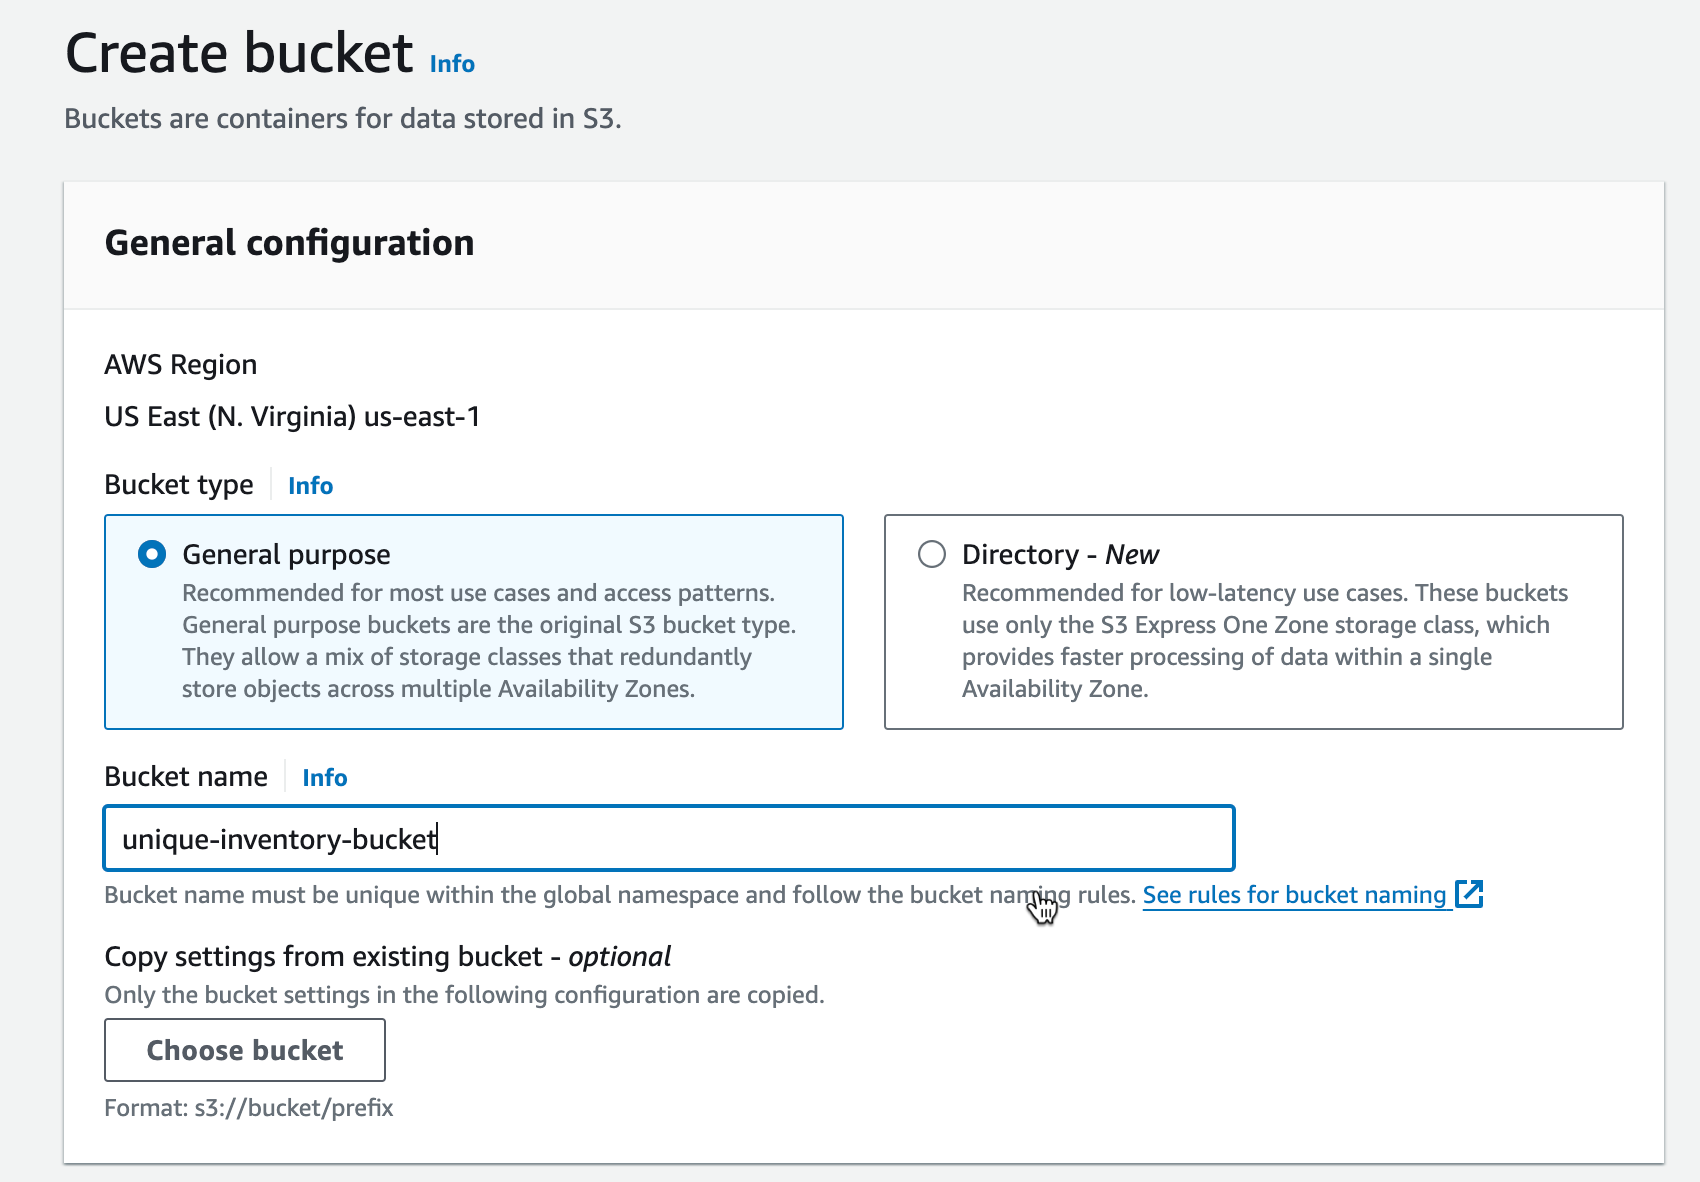 Create bucket Info
Buckets are containers for data stored in S3.
General configuration
AWS Region
US East (N. Virginia) us-east-1
Bucket type Info
General purpose
Recommended for most use cases and access patterns.
General purpose buckets are the original S3 bucket type.
They allow a mix of storage classes that redundantly
store objects across multiple Availability Zones.
Directory - New
Recommended for low-latency use cases. These buckets
use only the S3 Express One Zone storage class, which
provides faster processing of data within a single
Availability Zone.
Bucket name Info
unique-inventory-bucket
Bucket name must be unique within the global namespace and follow the bucket naming rules. See rules for bucket naming
Copy settings from existing bucket - optional
Only the bucket settings in the following configuration are copied.
Choose bucket
Format: s3://bucket/prefix